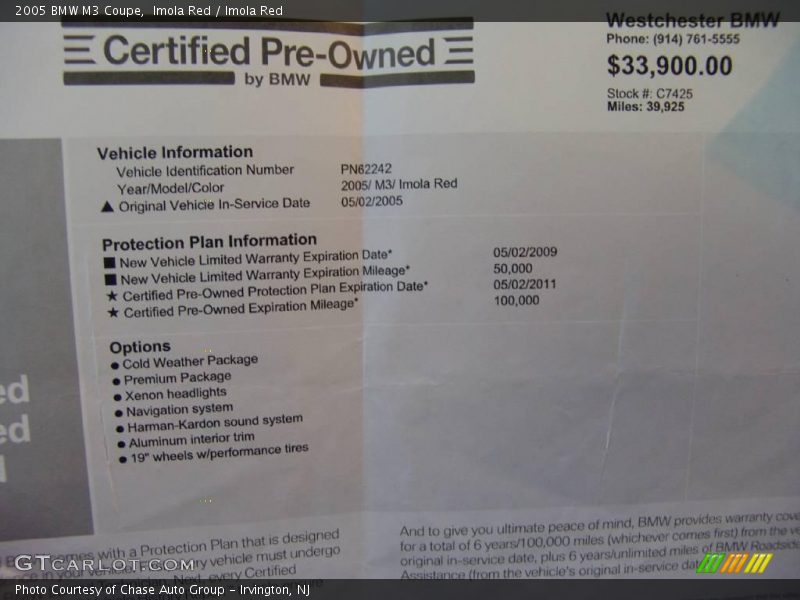 2005 BMW M3 Coupe, Imola Red / Imola Red
Westchester BMW
Phone: (914) 761-5555
$33,900.00
Stock #: C7425
Miles: 39,925
Certified Pre-Owned
by BMW
Vehicle Information
Vehicle Identification Number PN62242
Year/Model/Color 2005/ M3/ Imola Red
▲ Original Vehicle In-Service Date 05/02/2005
Protection Plan Information
■ New Vehicle Limited Warranty Expiration Date* 05/02/2009
■ New Vehicle Limited Warranty Expiration Mileage* 50,000
★ Certified Pre-Owned Protection Plan Expiration Date* 05/02/2011
★ Certified Pre-Owned Expiration Mileage* 100,000
Options
● Cold Weather Package
● Premium Package
● Xenon headlights
● Navigation system
● Harman-Kardon sound system
● Aluminum interior trim
● 19" wheels w/performance tires
ed
ed
comes with a Protection Plan that is designed
vehicle must undergo
every Certified
And to give you ultimate peace of mind, BMW provides warranty
for a total of 6 years/100,000 miles (whichever comes first) from the
original in-service date, plus 6 years/unlimited miles of BMW
Assistance (from the vehicle's original in-service
GTCARLOT.COM
Photo Courtesy of Chase Auto Group - Irvington, NJ